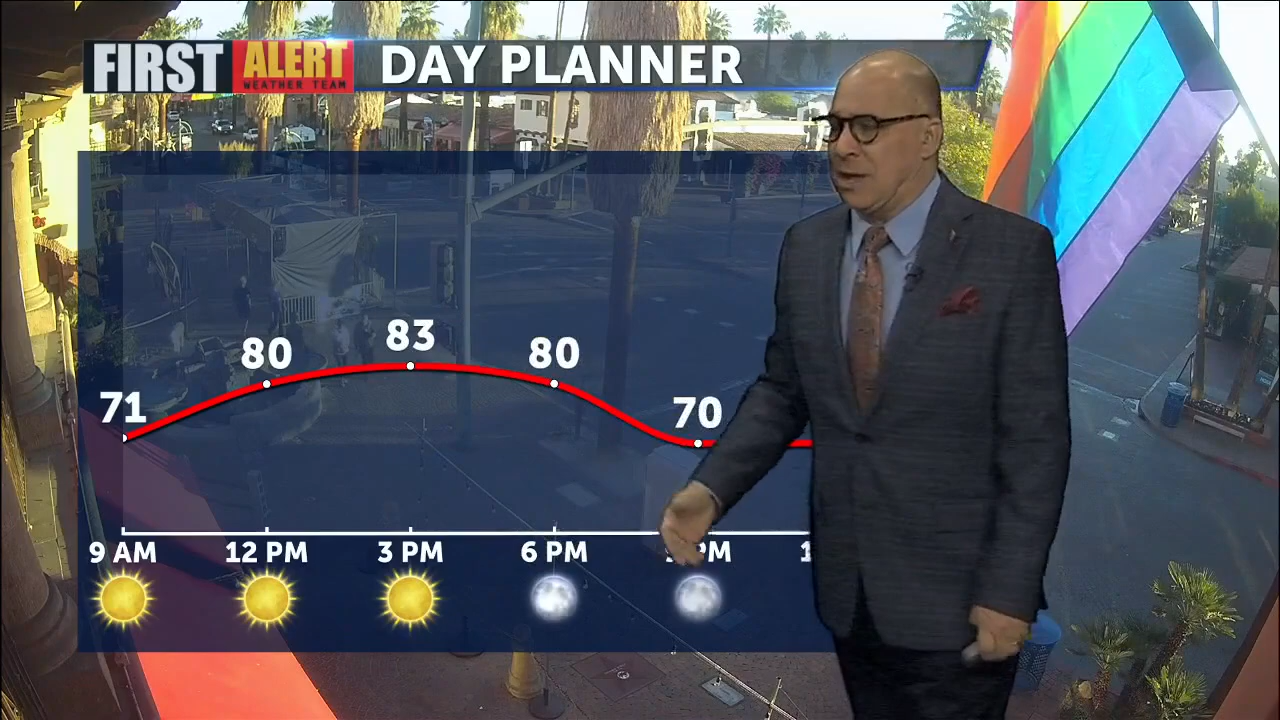 FIRST ALERT DAY PLANNER
WEATHER TEAM
83
80 80
71 70
9 AM 12 PM 3 PM 6 PM PM